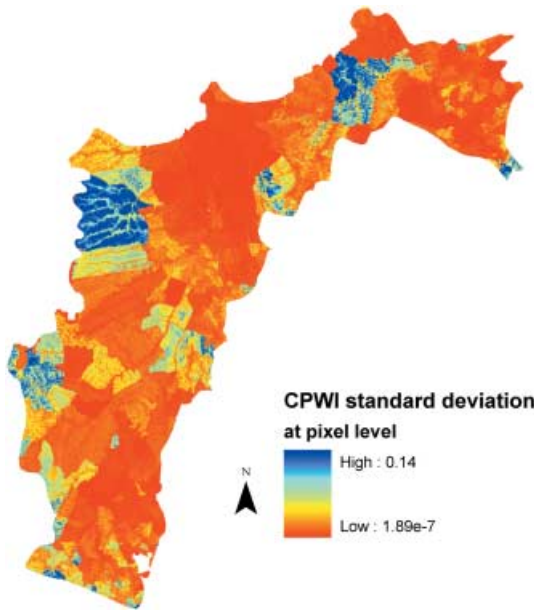 CPWI standard deviation
at pixel level
High : 0.14
Low : 1.89e-7
N